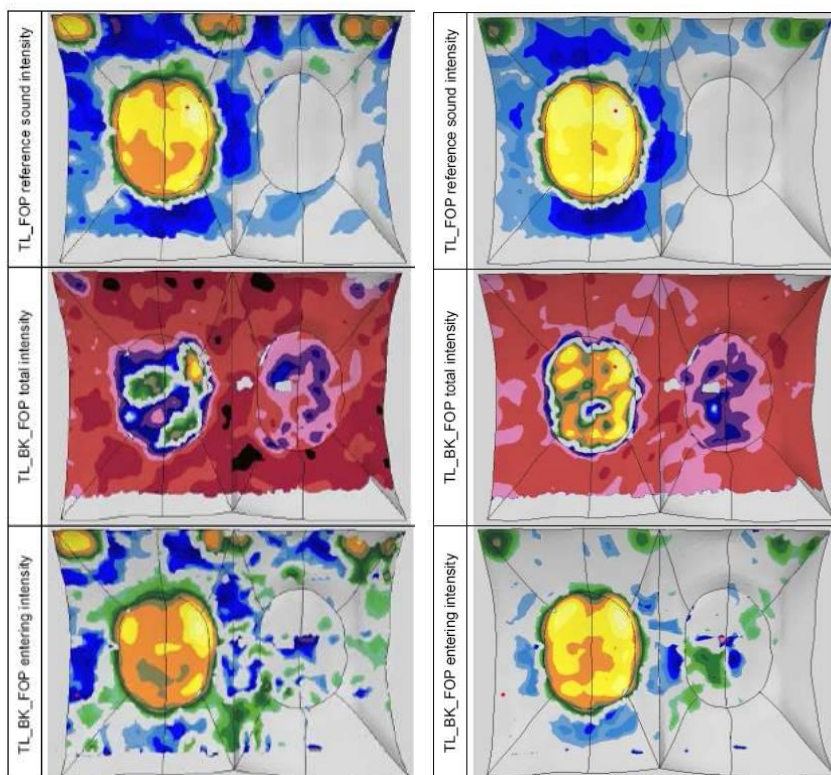 TL_FOP reference sound intensity
TL_FOP reference sound intensity
TL_BK_FOP total intensity
TL_BK_FOP total intensity
TL_BK_FOP entering intensity
TL_BK_FOP entering intensity